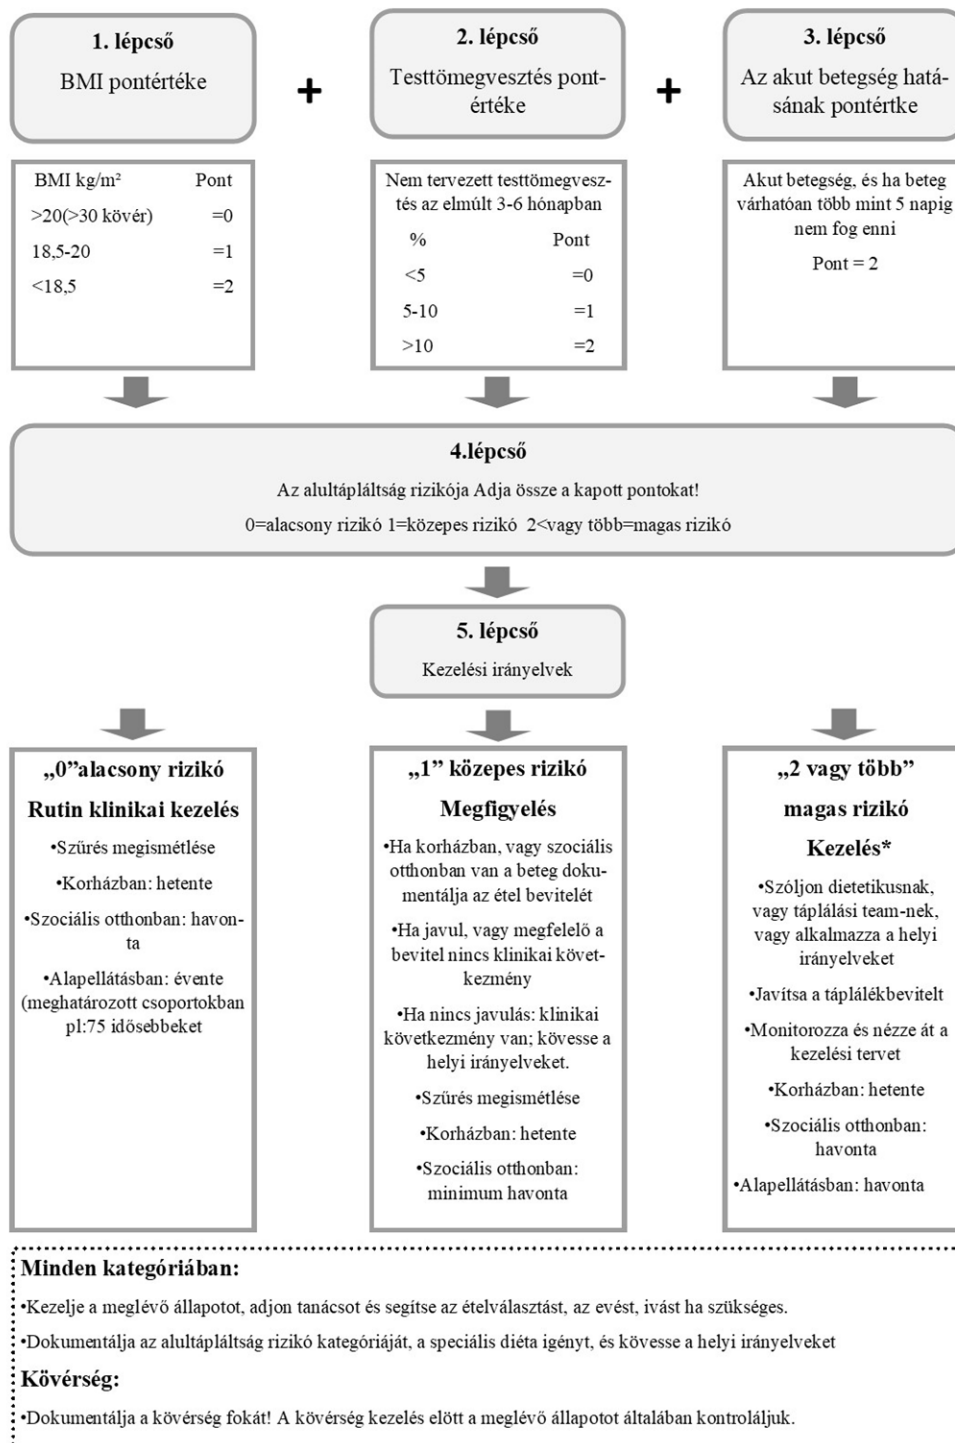 1. lépcső
BMI pontértéke
+
2. lépcső
Testtömegvesztés pont-
értéke
+
3. lépcső
Az akut betegség hatá-
sának pontértke
BMI kg/m² Pont
>20(>30 kövér) =0
18,5-20 =1
<18,5 =2
Nem tervezett testtömegvesz-
tés az elmúlt 3-6 hónapban
% Pont
<5 =0
5-10 =1
>10 =2
Akut betegség, és ha beteg
várhatóan több mint 5 napig
nem fog enni
Pont = 2
4.lépcső
Az alultápláltság rizikója Adja össze a kapott pontokat!
0=alacsony rizikó 1=közepes rizikó 2<vagy több=magas rizikó
5. lépcső
Kezelési irányelvek
„0”alacsony rizikó
Rutin klinikai kezelés
•Szűrés megismétlése
•Korházban: hetente
•Szociális otthonban: havon-
ta
•Alapellátásban: évente
(meghatározott csoportokban
pl:75 idősebbeket
„1” közepes rizikó
Megfigyelés
•Ha korházban, vagy szociális
otthonban van a beteg doku-
mentálja az étel bevitelét
•Ha javul, vagy megfelelő a
bevitel nincs klinikai követ-
kezmény
•Ha nincs javulás: klinikai
következmény van; kövesse a
helyi irányelveket.
•Szűrés megismétlése
•Korházban: hetente
•Szociális otthonban:
minimum havonta
„2 vagy több”
magas rizikó
Kezelés*
•Szóljon dietetikusnak,
vagy táplálási team-nek,
vagy alkalmazza a helyi
irányelveket
•Javítsa a táplálékbevitelt
•Monitorozza és nézze át a
kezelési tervet
•Korházban: hetente
•Szociális otthonban:
havonta
•Alapellátásban: havonta
Minden kategóriában:
•Kezelje a meglévő állapotot, adjon tanácsot és segítse az ételválasztást, az evést, ivást ha szükséges.
•Dokumentálja az alultápláltság rizikó kategóriáját, a speciális diéta igényt, és kövesse a helyi irányelveket
Kövérség:
•Dokumentálja a kövérség fokát! A kövérség kezelés elött a meglévő állapotot általában kontroláljuk.